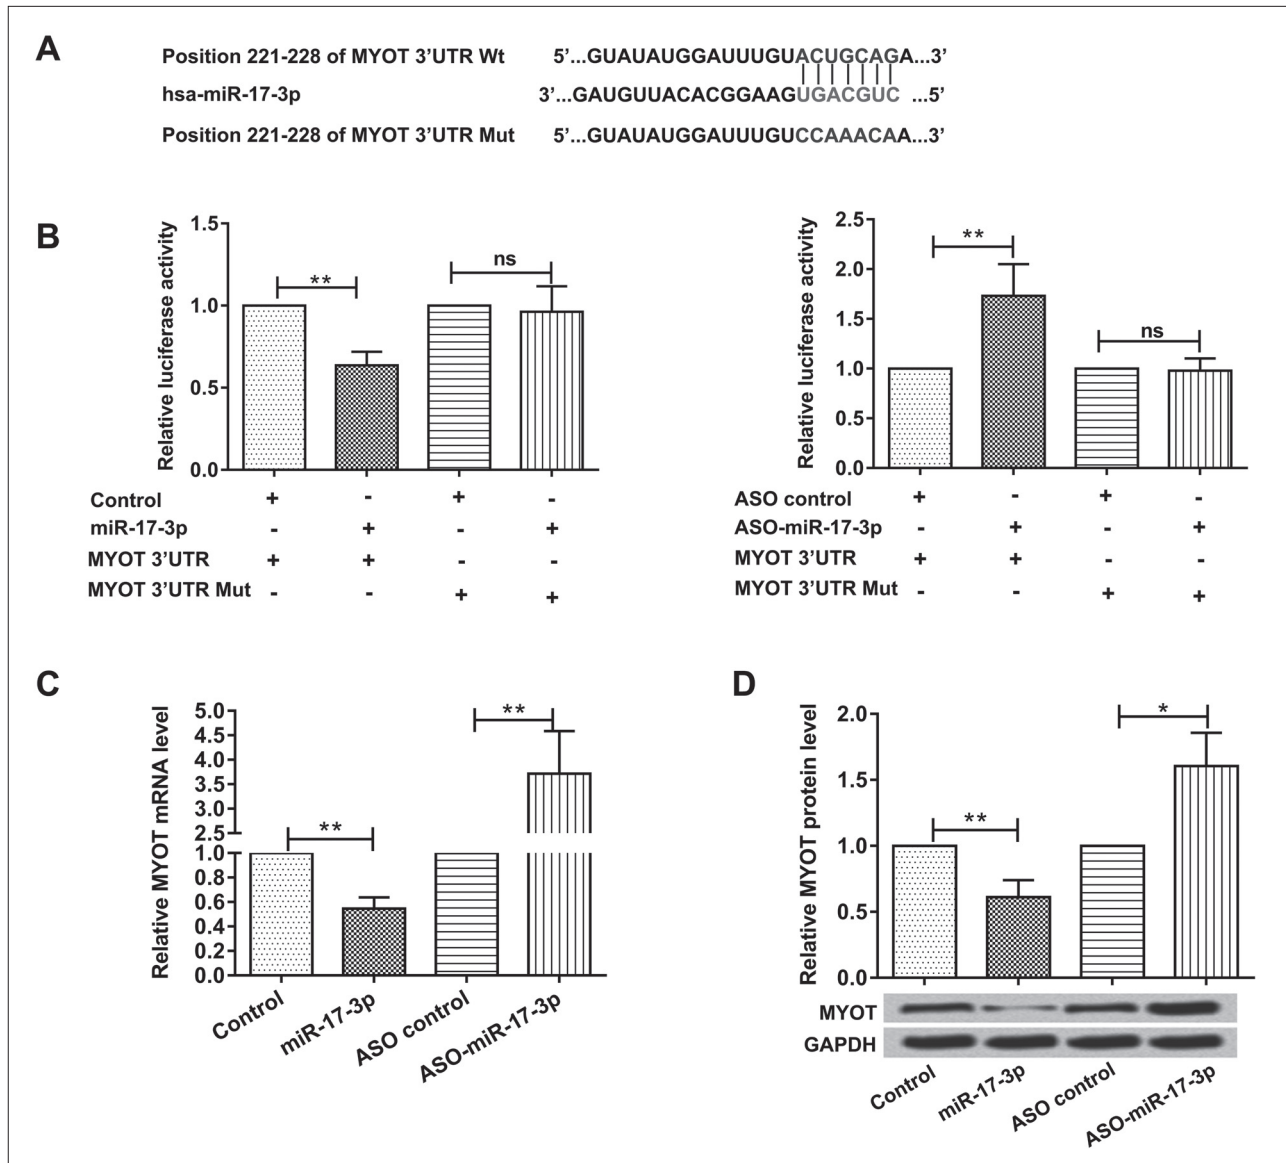 A
Position 221-228 of MYOT 3’UTR Wt 5’...GUAUAUGGAUUUGUACUGCAGA...3’
hsa-miR-17-3p 3’...GAUGUUACACGGAAGUGACGUC ...5’
Position 221-228 of MYOT 3’UTR Mut 5’...GUAUAUGGAUUUGUCCAAACAA...3’
B
Relative luciferase activity
1.5
1.0
0.5
0.0
**
ns
Control + - + -
miR-17-3p - + - +
MYOT 3’UTR + + - -
MYOT 3’UTR Mut - - + +
Relative luciferase activity
2.5
2.0
1.5
1.0
0.5
0.0
**
ns
ASO control + - + -
ASO-miR-17-3p - + - +
MYOT 3’UTR + + - -
MYOT 3’UTR Mut - - + +
C
Relative MYOT mRNA level
5.0
4.5
4.0
3.5
3.0
2.5
1.0
0.8
0.6
0.4
0.2
0.0
**
**
Control
miR-17-3p
ASO control
ASO-miR-17-3p
D
Relative MYOT protein level
2.0
1.5
1.0
0.5
0.0
**
*
MYOT
GAPDH
Control
miR-17-3p
ASO control
ASO-miR-17-3p